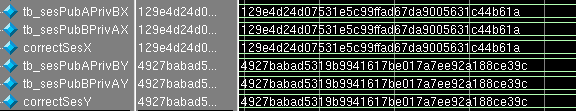 tb_sesPubAPrivBX 129e4d24d0... 129e4d24d07531e5c99ffad67da9005631c44b61a
tb_sesPubBPrivAX 129e4d24d0... 129e4d24d07531e5c99ffad67da9005631c44b61a
correctSesX 129e4d24d0... 129e4d24d07531e5c99ffad67da9005631c44b61a
tb_sesPubAPrivBY 4927babad5... 4927babad5319b9941617be017a7ee92a188ce39c
tb_sesPubBPrivAY 4927babad5... 4927babad5319b9941617be017a7ee92a188ce39c
correctSesY 4927babad5... 4927babad5319b9941617be017a7ee92a188ce39c